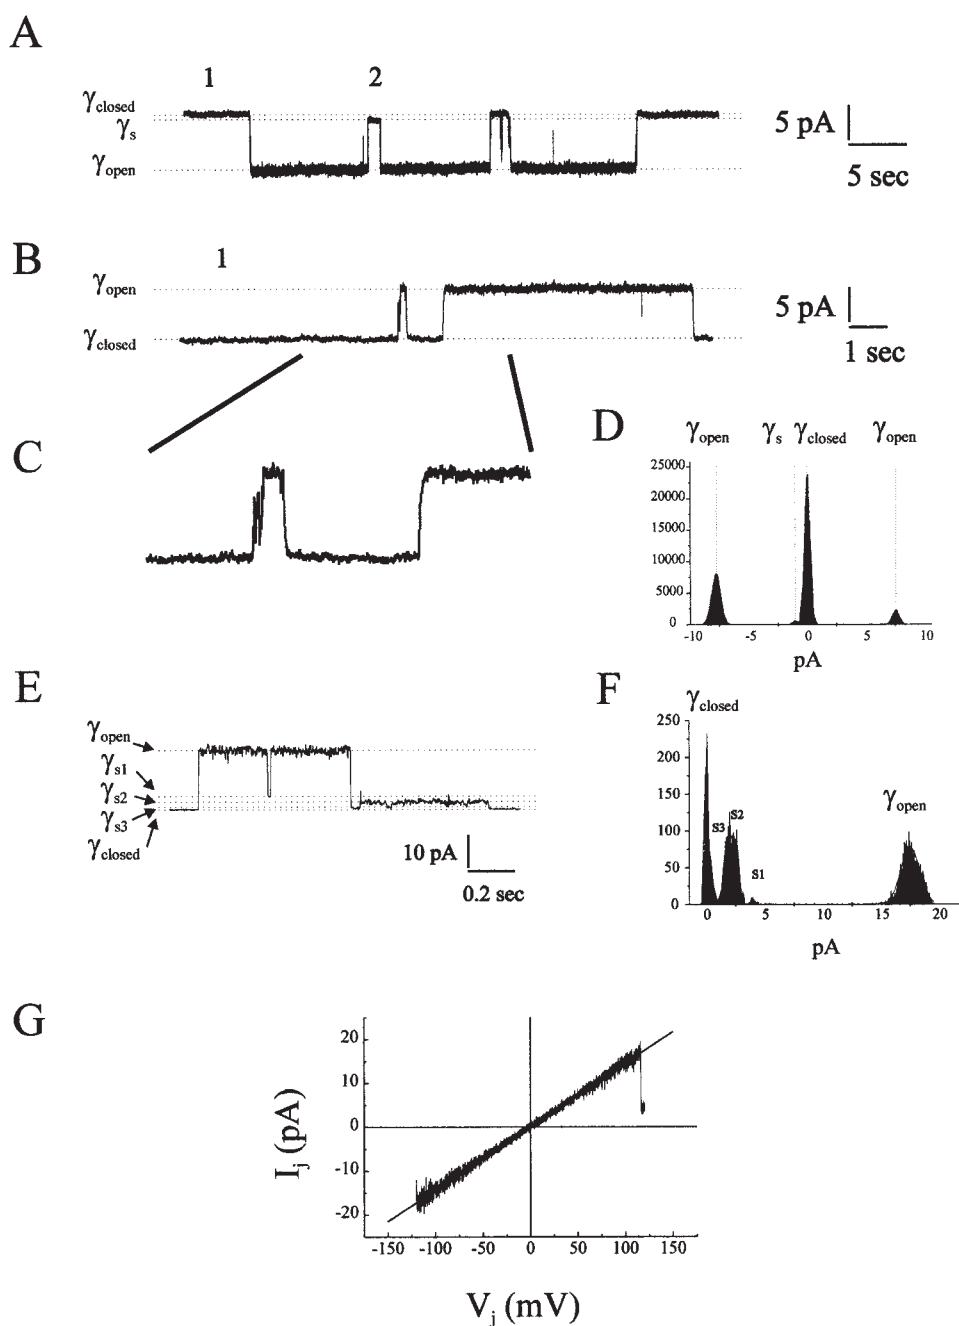 A
1 2
γclosed
γs
γopen
5 pA
5 sec
B
1
γopen
γclosed
5 pA
1 sec
C
D
γopen γs γclosed γopen
25000
20000
15000
10000
5000
0
-10 -5 0 5 10
pA
E
γopen
γs1
γs2
γs3
γclosed
10 pA
0.2 sec
F
γclosed
250
200
150
100
50
0
S3 S2
S1
γopen
0 5 10 15 20
pA
G
20
10
0
-10
-20
Ij (pA)
-150 -100 -50 0 50 100 150
Vj (mV)